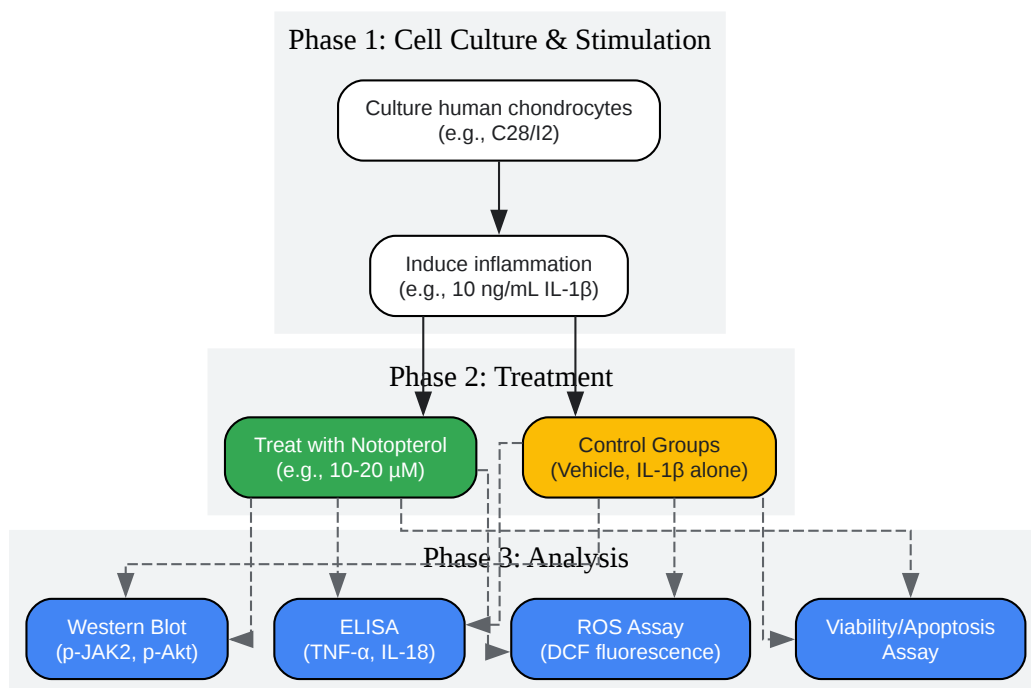 Phase 1: Cell Culture & Stimulation
Culture human chondrocytes
(e.g., C28/I2)
Induce inflammation
(e.g., 10 ng/mL IL-1β)
Phase 2: Treatment
Treat with Notopterol
(e.g., 10-20 µM)
Control Groups
(Vehicle, IL-1β alone)
Phase 3: Analysis
Western Blot
(p-JAK2, p-Akt)
ELISA
(TNF-α, IL-18)
ROS Assay
(DCF fluorescence)
Viability/Apoptosis
Assay